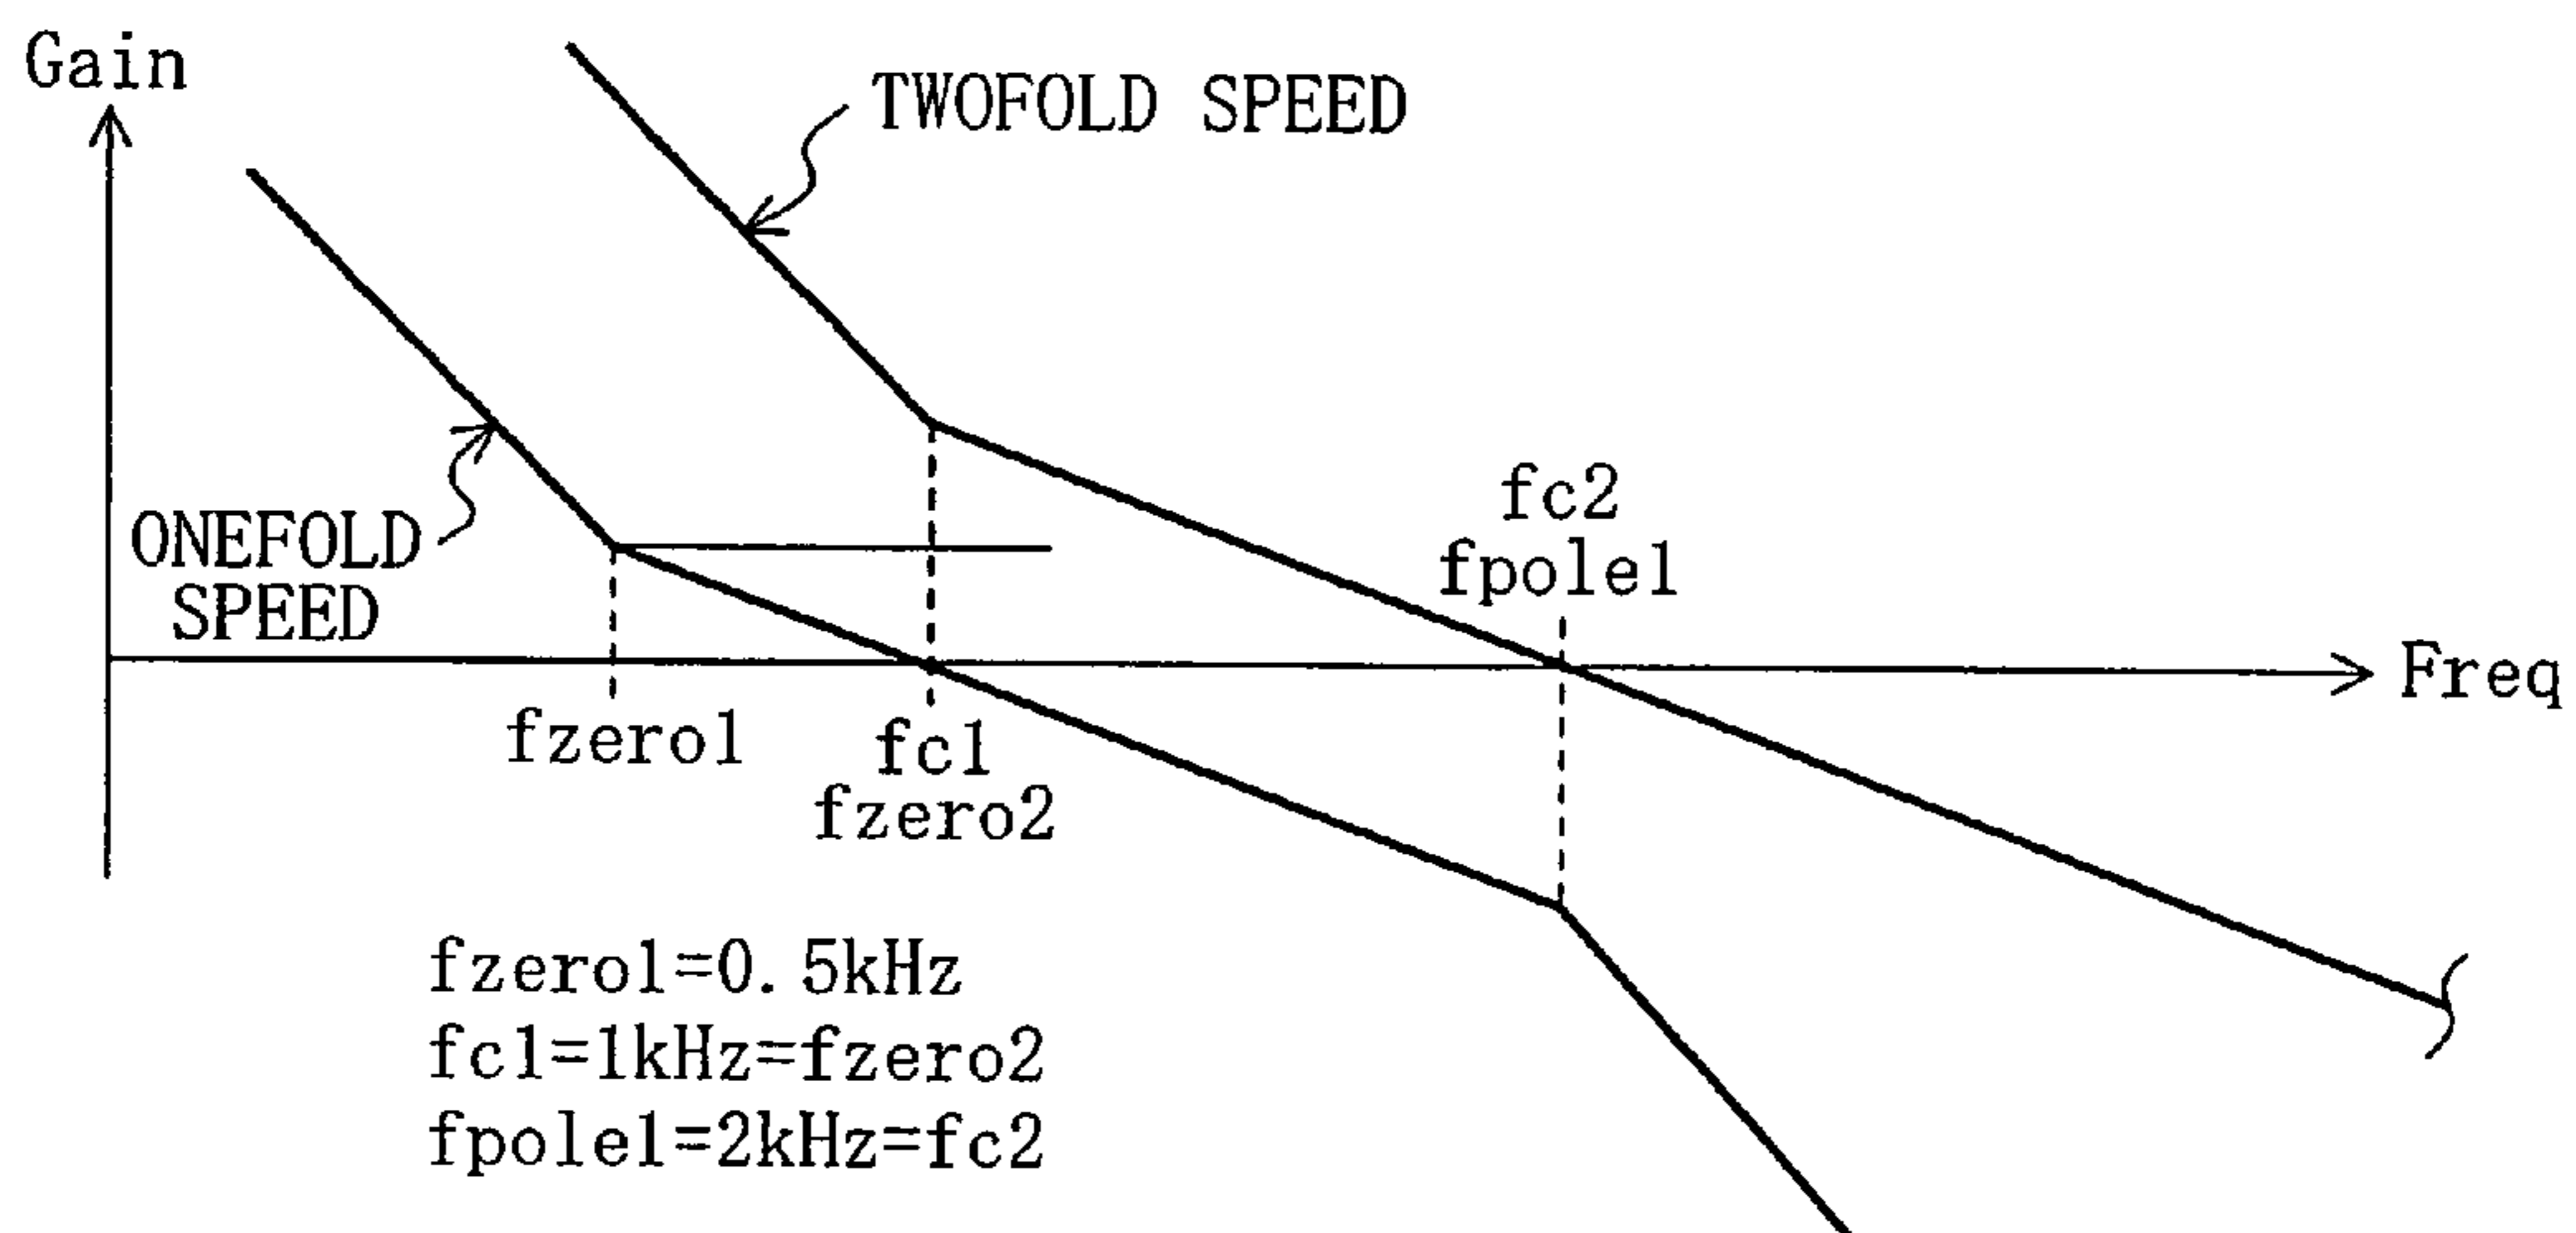 Gain
TWOFOLD SPEED
ONEFOLD
SPEED
fc2
fpole1
Freq
fzero1
fc1
fzero2
fzero1=0.5kHz
fc1=1kHz=fzero2
fpole1=2kHz=fc2